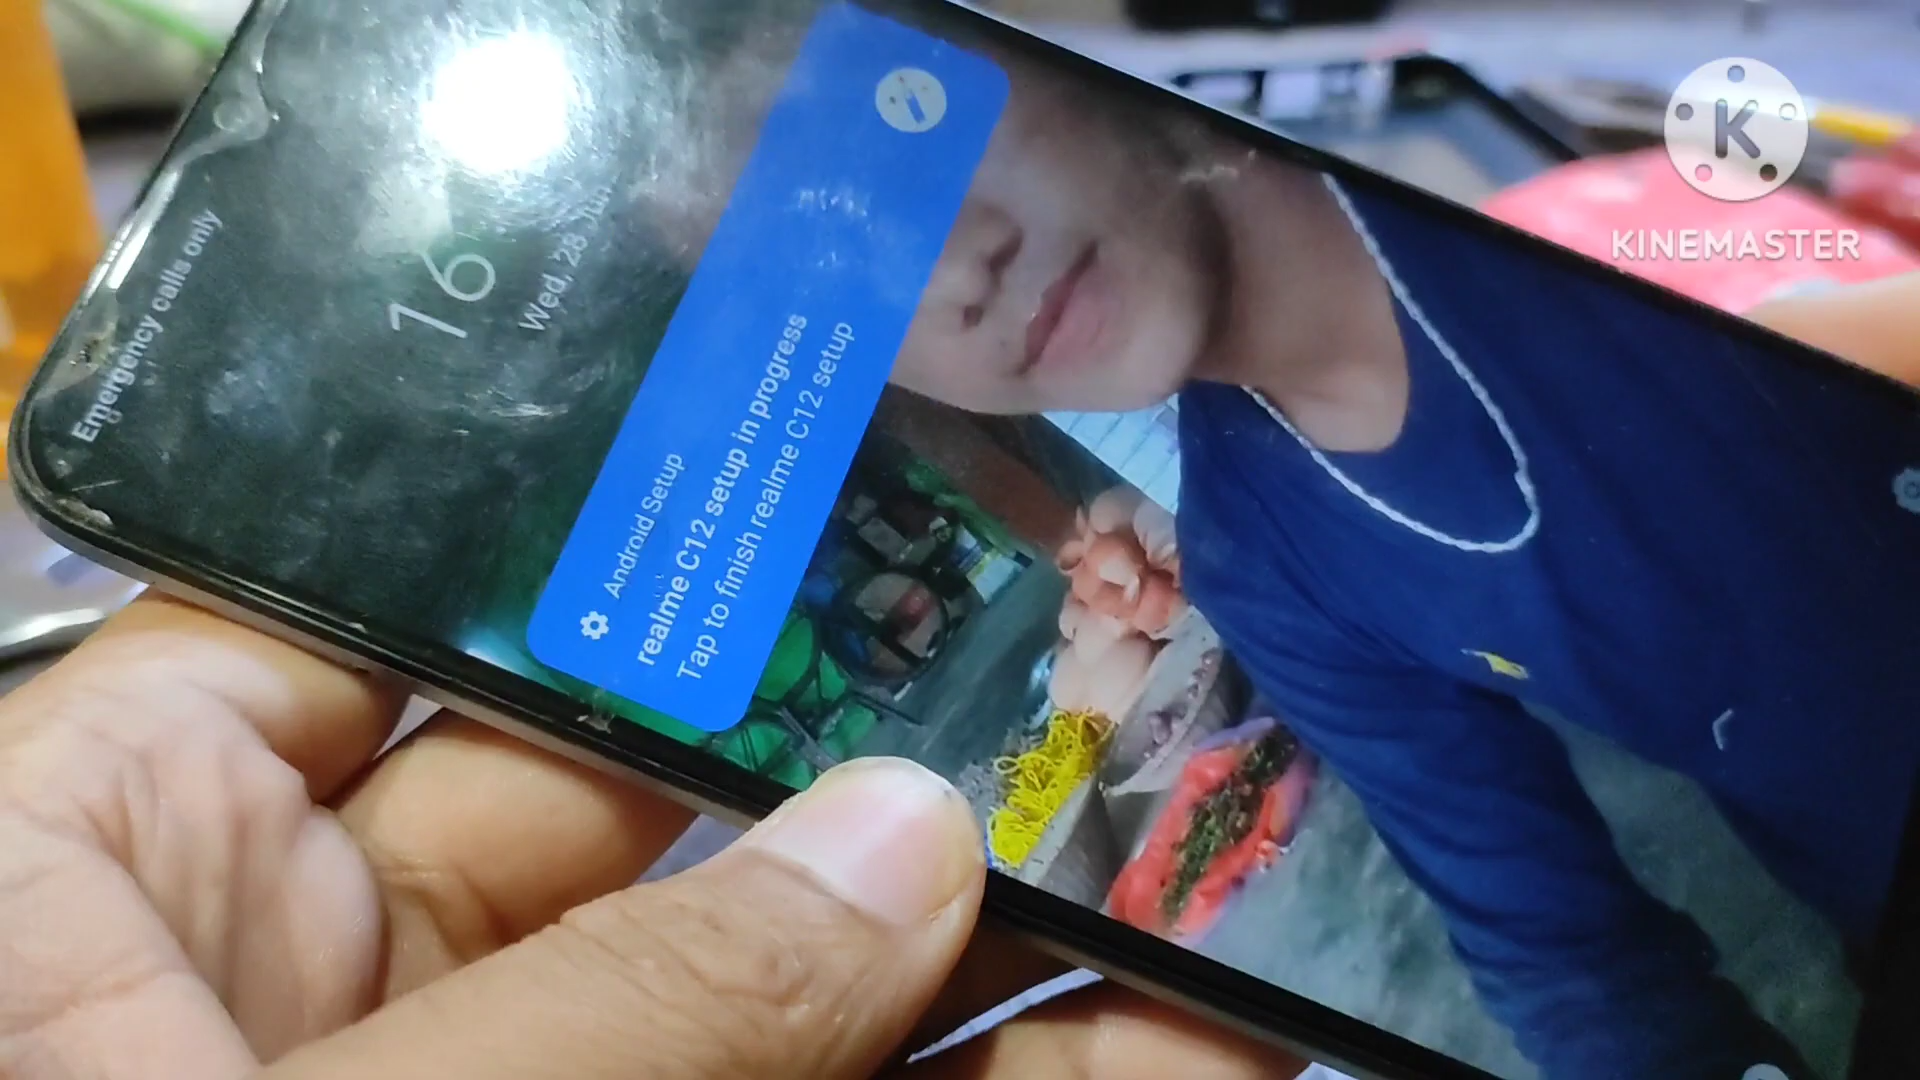 Emergency calls only
16
Wed, 28 Jun
Android Setup
realme C12 setup in progress
Tap to finish realme C12 setup
K
KINEMASTER